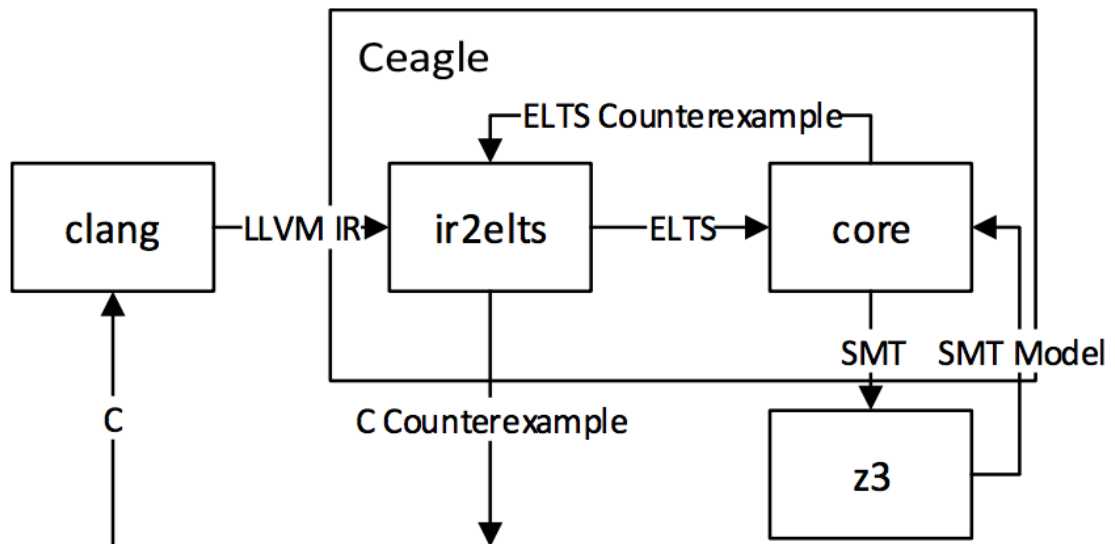 Ceagle
ELTS Counterexample
clang
LLVM IR
ir2elts
ELTS
core
SMT
SMT Model
C
C Counterexample
z3